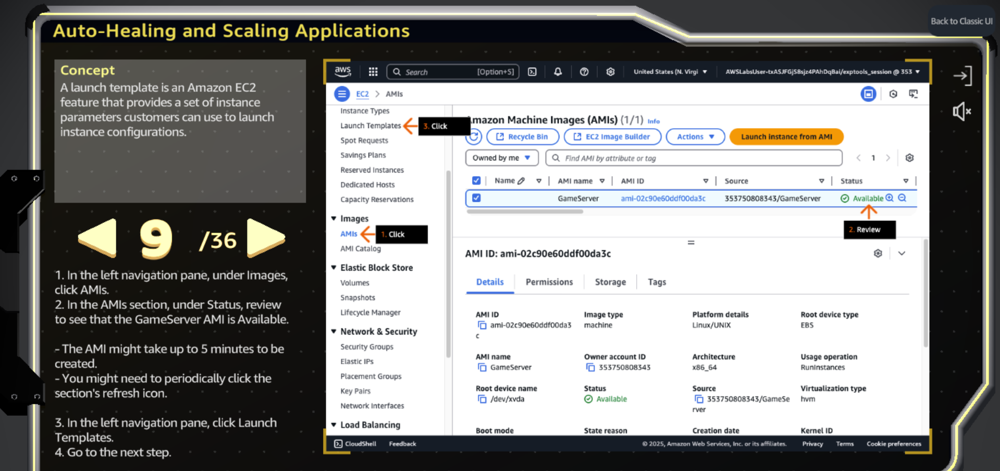 Back to Classic UI
Auto-Healing and Scaling Applications
Concept
A launch template is an Amazon EC2
feature that provides a set of instance
parameters customers can use to launch
instance configurations.
9 /36
1. In the left navigation pane, under Images,
click AMIs.
2. In the AMIs section, under Status, review
to see that the GameServer AMI is Available.
- The AMI might take up to 5 minutes to be
created.
- You might need to periodically click the
section's refresh icon.
3. In the left navigation pane, click Launch
Templates.
4. Go to the next step.
aws Search [Option+S] United States (N. Virgi AWSLabsUser-txASJFGjS8sjz4PAhDqBai/exptools_session @ 353
EC2 > AMIs
Instance Types
Launch Templates
3. Click
Spot Requests
Savings Plans
Reserved Instances
Dedicated Hosts
Capacity Reservations
Images
AMIs
1. Click
AMI Catalog
Elastic Block Store
Volumes
Snapshots
Lifecycle Manager
Network & Security
Security Groups
Elastic IPs
Placement Groups
Key Pairs
Network Interfaces
Load Balancing
mazon Machine Images (AMIs) (1/1) Info
Recycle Bin EC2 Image Builder Actions Launch instance from AMI
Owned by me Find AMI by attribute or tag 1
Name AMI name AMI ID Source Status
GameServer ami-02c90e60ddf00da3c 353750808343/GameServer Available
2. Review
AMI ID: ami-02c90e60ddf00da3c
Details Permissions Storage Tags
AMI ID Image type Platform details Root device type
ami-02c90e60ddf00da3 machine Linux/UNIX EBS
c
AMI name Owner account ID Architecture Usage operation
GameServer 353750808343 x86_64 RunInstances
Root device name Status Source Virtualization type
/dev/xvda Available 353750808343/GameSe hvm
rver
Boot mode State reason Creation date Kernel ID
CloudShell Feedback © 2025, Amazon Web Services, Inc. or its affiliates. Privacy Terms Cookie preferences